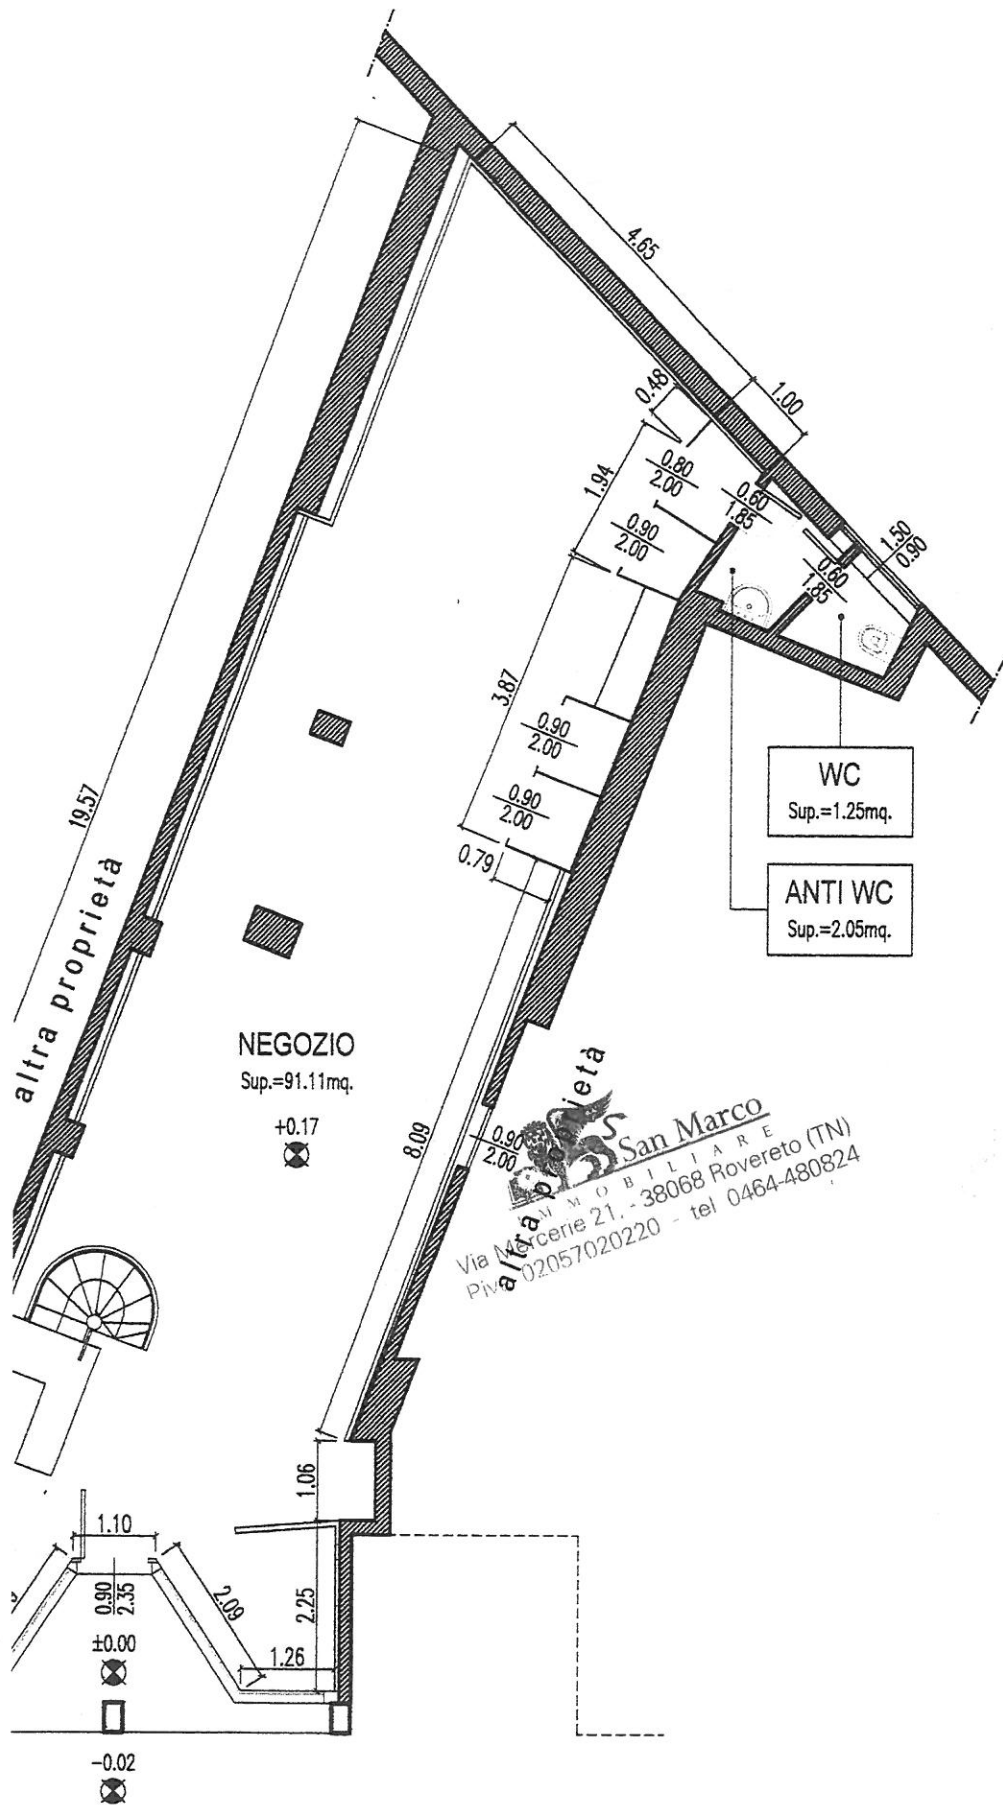 4.65
0.48
1.00
1.94
0.80
2.00
0.60
1.85
0.90
2.00
1.50
0.90
0.60
1.85
3.87
0.90
2.00
WC
Sup.=1.25mq.
0.90
2.00
19.57
0.79
ANTI WC
Sup.=2.05mq.
altra proprietà
NEGOZIO
Sup.=91.11mq.
+0.17
8.09
0.90
2.00
altra proprietà
San Marco
IMMOBILIARE
Via Mercerie 21, - 38068 Rovereto (TN)
Piva 02057020220 - tel 0464-480824
1.06
1.10
0.90
2.35
2.09
2.25
±0.00
1.26
-0.02